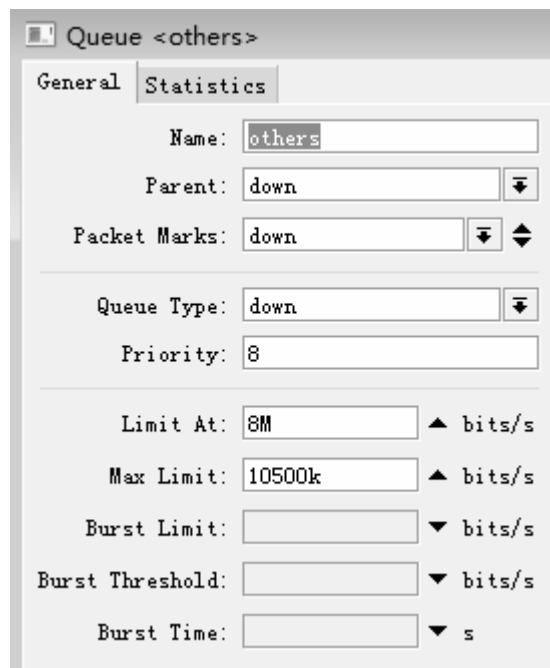 Queue <others>
General Statistics
Name: others
Parent: down
Packet Marks: down
Queue Type: down
Priority: 8
Limit At: 8M bits/s
Max Limit: 10500k bits/s
Burst Limit: bits/s
Burst Threshold: bits/s
Burst Time: s